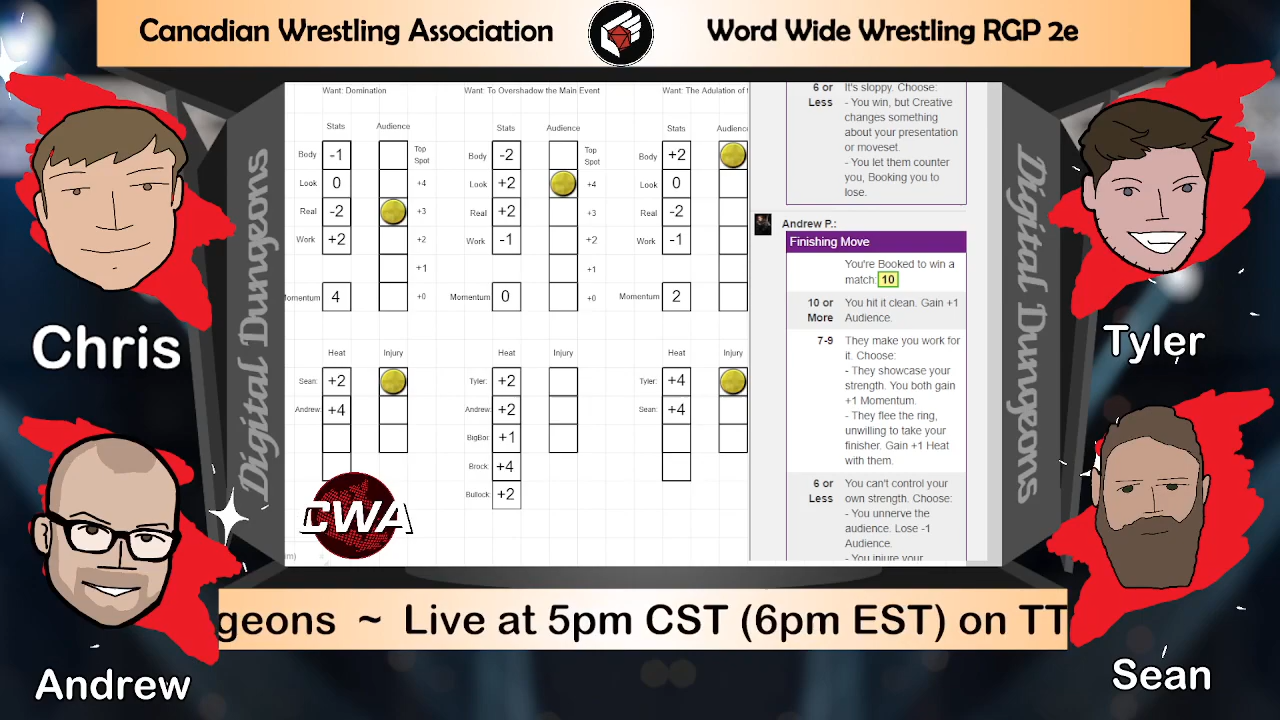 Canadian Wrestling Association
Word Wide Wrestling RGP 2e
Chris
Andrew
Tyler
Sean
Digital Dungeons
Digital Dungeons
Want: Domination
Stats Audience
Body -1 Top Spot
Look 0 +4
Real -2 +3
Work +2 +2
+1
Momentum 4 +0
Heat Injury
Sean: +2
Andrew: +4
CWA
Want: To Overshadow the Main Event
Stats Audience
Body -2 Top Spot
Look +2 +4
Real +2 +3
Work -1 +2
+1
Momentum 0 +0
Heat Injury
Tyler: +2
Andrew: +2
BigBor: +1
Brock: +4
Bullock: +2
Want: The Adulation of
Stats Audienc
Body +2
Look 0
Real -2
Work -1
Momentum 2
Heat Injury
Tyler: +4
Sean: +4
6 or Less
It's sloppy. Choose:
- You win, but Creative
changes something
about your presentation
or moveset.
- You let them counter
you, Booking you to
lose.
Andrew P.:
Finishing Move
You're Booked to win a
match: 10
10 or More
You hit it clean. Gain +1
Audience.
7-9
They make you work for
it. Choose:
- They showcase your
strength. You both gain
+1 Momentum.
- They flee the ring,
unwilling to take your
finisher. Gain +1 Heat
with them.
6 or Less
You can't control your
own strength. Choose:
- You unnerve the
audience. Lose -1
Audience.
- You injure your
geons ~ Live at 5pm CST (6pm EST) on TT